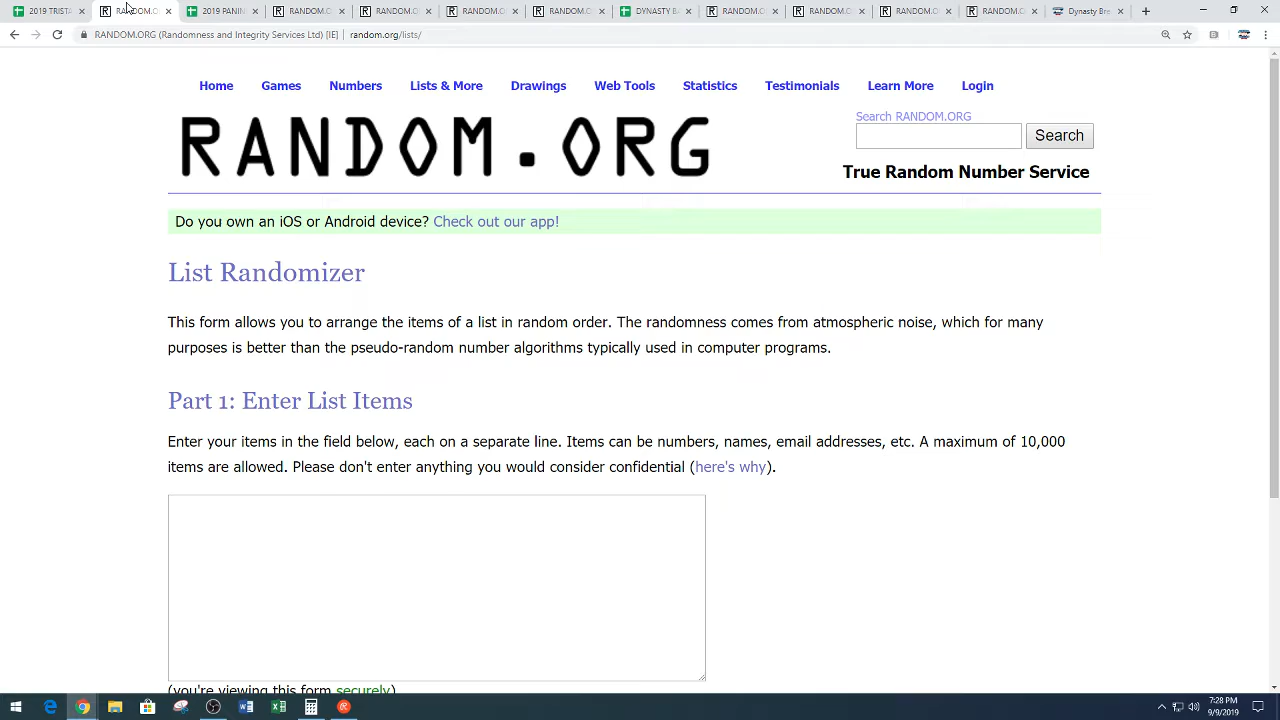 2019 TRISTA
RANDOM.O
2019 PANIN
RANDOM.O
RANDOM.O
RANDOM.O
RANDOM.O
DYNASTY B
RANDOM.O
RANDOM.O
RANDOM.O
RANDOM.O
Dynasty Bre
RANDOM.ORG (Randomness and Integrity Services Ltd) [IE] | random.org/lists/
Home Games Numbers Lists & More Drawings Web Tools Statistics Testimonials Learn More Login
RANDOM.ORG
Search RANDOM.ORG
Search
True Random Number Service
Do you own an iOS or Android device? Check out our app!
List Randomizer
This form allows you to arrange the items of a list in random order. The randomness comes from atmospheric noise, which for many
purposes is better than the pseudo-random number algorithms typically used in computer programs.
Part 1: Enter List Items
Enter your items in the field below, each on a separate line. Items can be numbers, names, email addresses, etc. A maximum of 10,000
items are allowed. Please don't enter anything you would consider confidential (here's why).
(you're viewing this form securely)
7:28 PM
9/9/2019